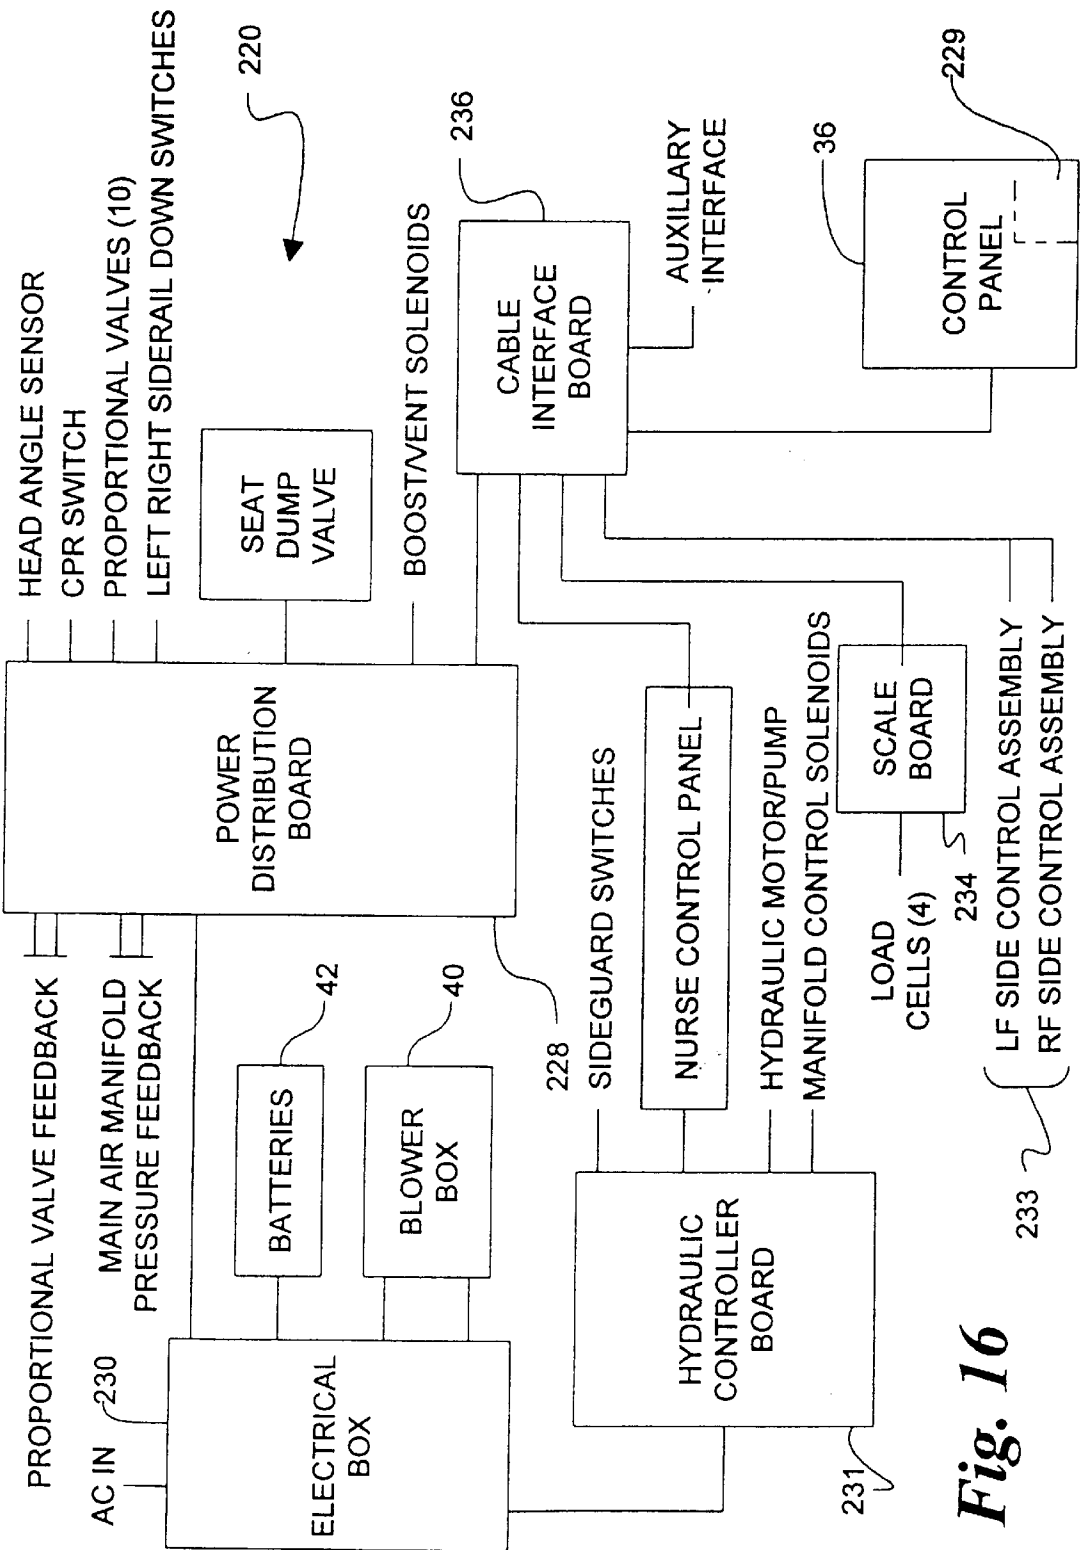 AC IN
230
PROPORTIONAL VALVE FEEDBACK
MAIN AIR MANIFOLD
PRESSURE FEEDBACK
HEAD ANGLE SENSOR
CPR SWITCH
PROPORTIONAL VALVES (10)
LEFT RIGHT SIDERAIL DOWN SWITCHES
220
ELECTRICAL
BOX
BATTERIES
42
BLOWER
BOX
40
POWER
DISTRIBUTION
BOARD
228
SEAT
DUMP
VALVE
BOOST/VENT SOLENOIDS
236
CABLE
INTERFACE
BOARD
AUXILLARY
INTERFACE
SIDEGUARD SWITCHES
NURSE CONTROL PANEL
HYDRAULIC MOTOR/PUMP
MANIFOLD CONTROL SOLENOIDS
HYDRAULIC
CONTROLLER
BOARD
231
LOAD
CELLS (4)
SCALE
BOARD
234
36
CONTROL
PANEL
229
LF SIDE CONTROL ASSEMBLY
RF SIDE CONTROL ASSEMBLY
233
Fig. 16